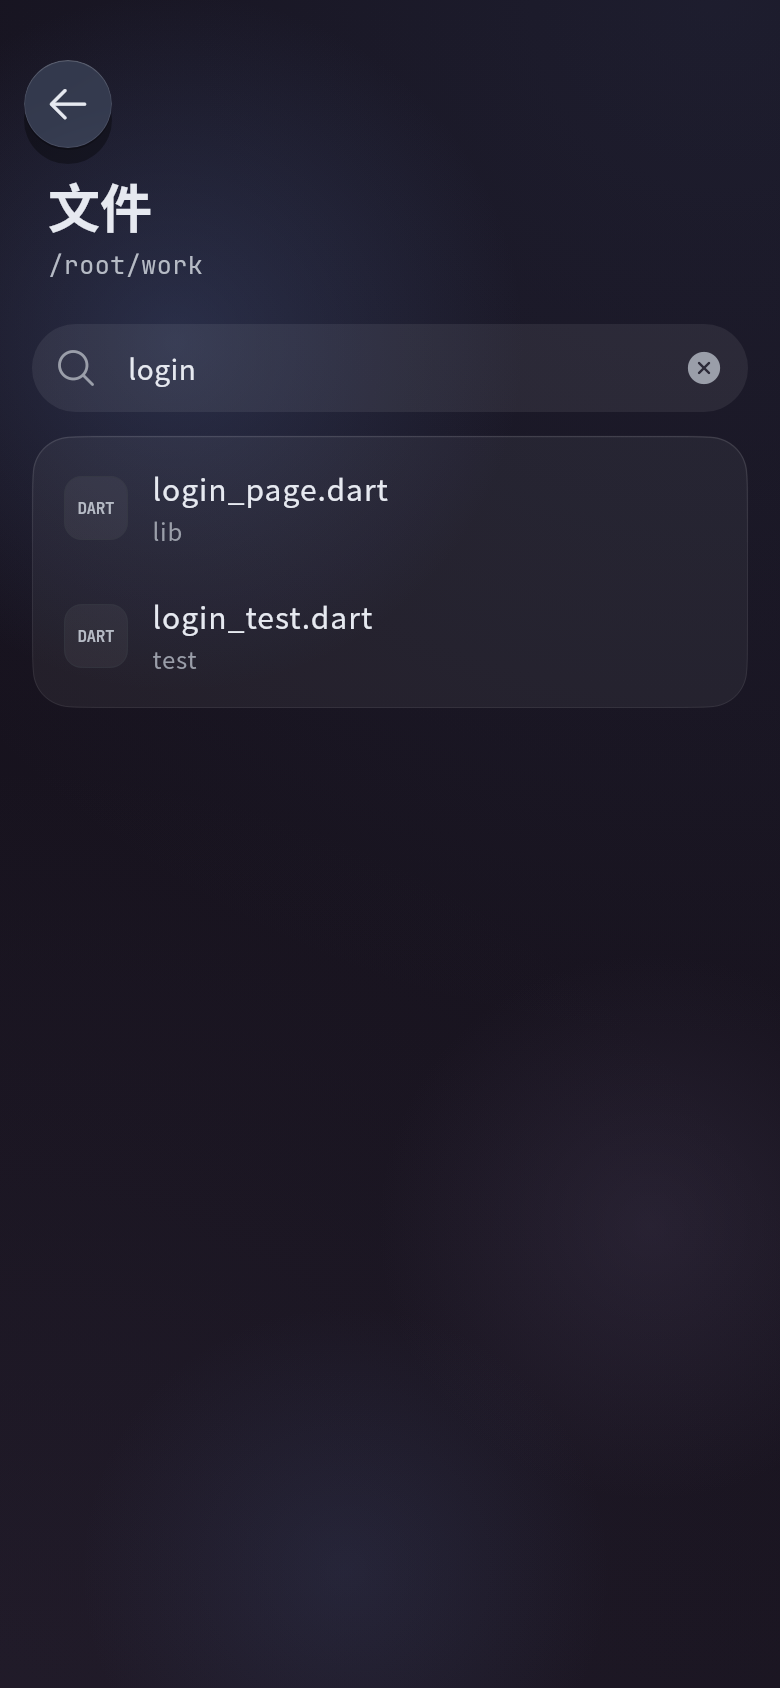 文件
/root/work
login
DART
login_page.dart
lib
DART
login_test.dart
test